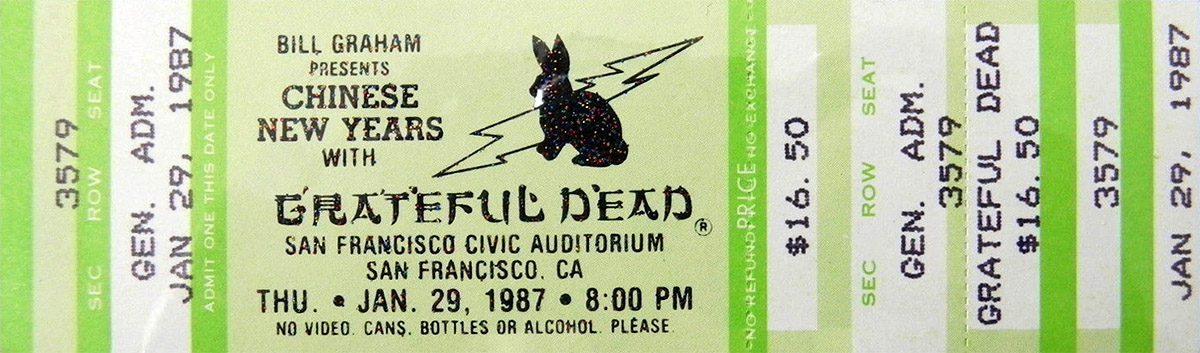 3579
SEC ROW SEAT
GEN. ADM.
JAN 29, 1987
ADMIT ONE THIS DATE ONLY
BILL GRAHAM
PRESENTS
CHINESE
NEW YEARS
WITH
GRATEFUL DEAD ®
SAN FRANCISCO CIVIC AUDITORIUM
SAN FRANCISCO, CA
THU. • JAN. 29, 1987 • 8:00 PM
NO VIDEO. CANS, BOTTLES OR ALCOHOL. PLEASE.
PRICE
NO REFUND NO EXCHANGE
$16.50
SEC ROW SEAT
GEN. ADM.
3579
GRATEFUL DEAD
$16.50
3579
JAN 29, 1987